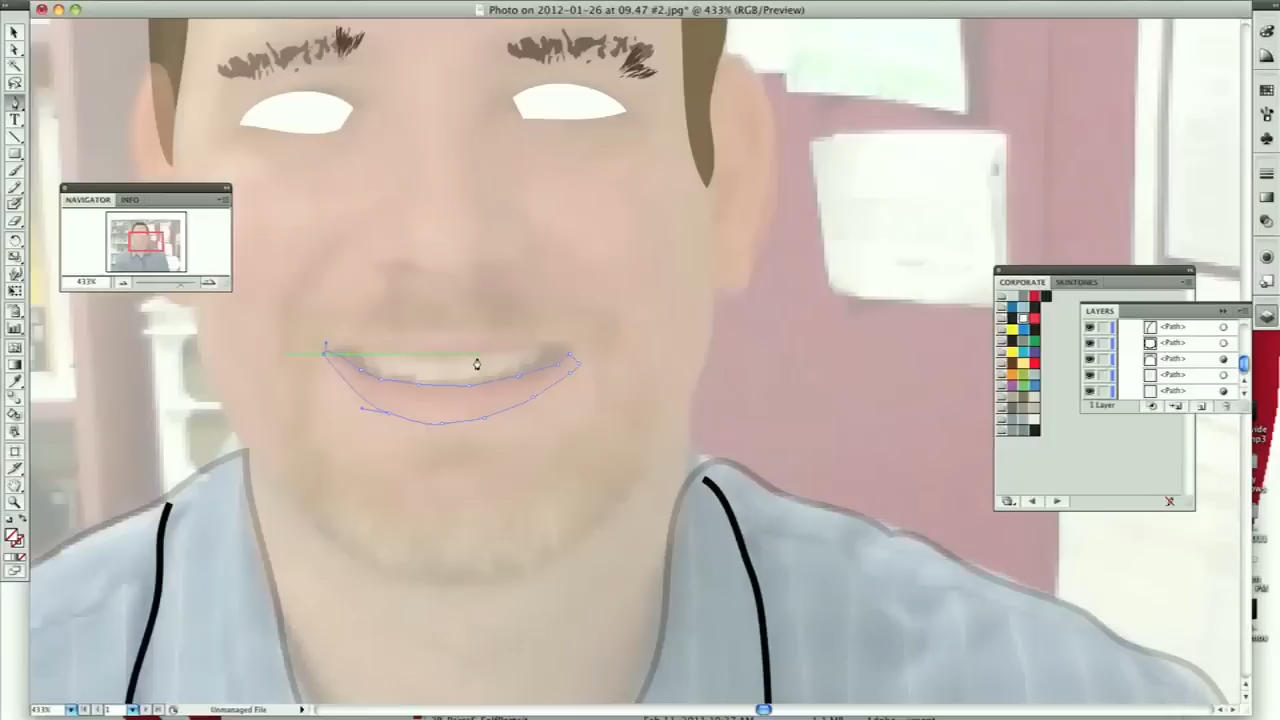 Photo on 2012-01-26 at 09.47 #2.jpg* @ 433% (RGB/Preview)
NAVIGATOR INFO
433%
CORPORATE SKINTONES
LAYERS
<Path>
<Path>
<Path>
<Path>
<Path>
1 Layer
433% 1 Unmanaged File